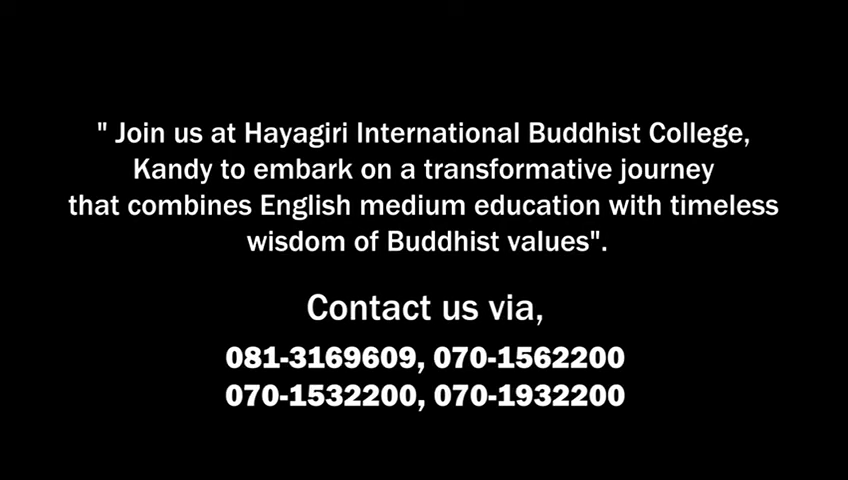 " Join us at Hayagiri International Buddhist College,
Kandy to embark on a transformative journey
that combines English medium education with timeless
wisdom of Buddhist values".
Contact us via,
081-3169609, 070-1562200
070-1532200, 070-1932200